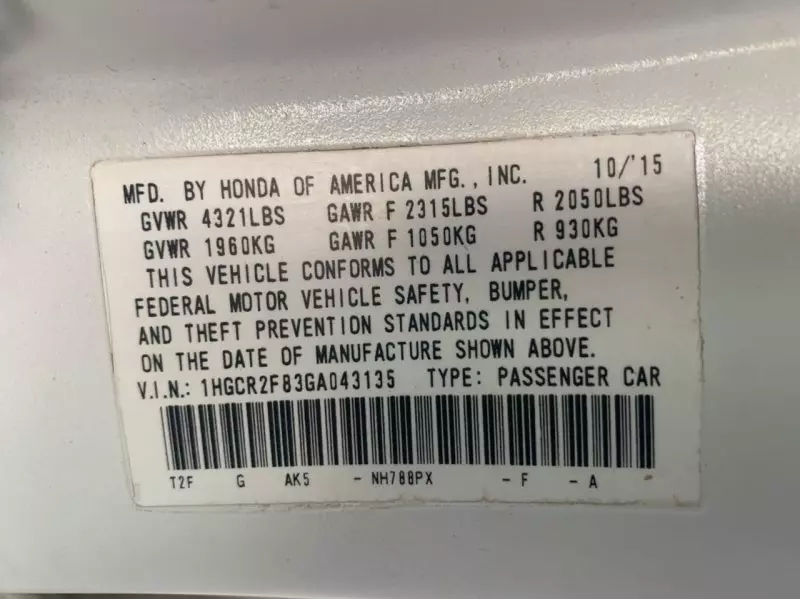 MFD. BY HONDA OF AMERICA MFG., INC. 10/'15
GVWR 4321LBS GAWR F 2315LBS R 2050LBS
GVWR 1960KG GAWR F 1050KG R 930KG
THIS VEHICLE CONFORMS TO ALL APPLICABLE
FEDERAL MOTOR VEHICLE SAFETY, BUMPER,
AND THEFT PREVENTION STANDARDS IN EFFECT
ON THE DATE OF MANUFACTURE SHOWN ABOVE.
V.I.N.: 1HGCR2F83GA043135 TYPE: PASSENGER CAR
T2F G AK5 - NH788PX - F - A